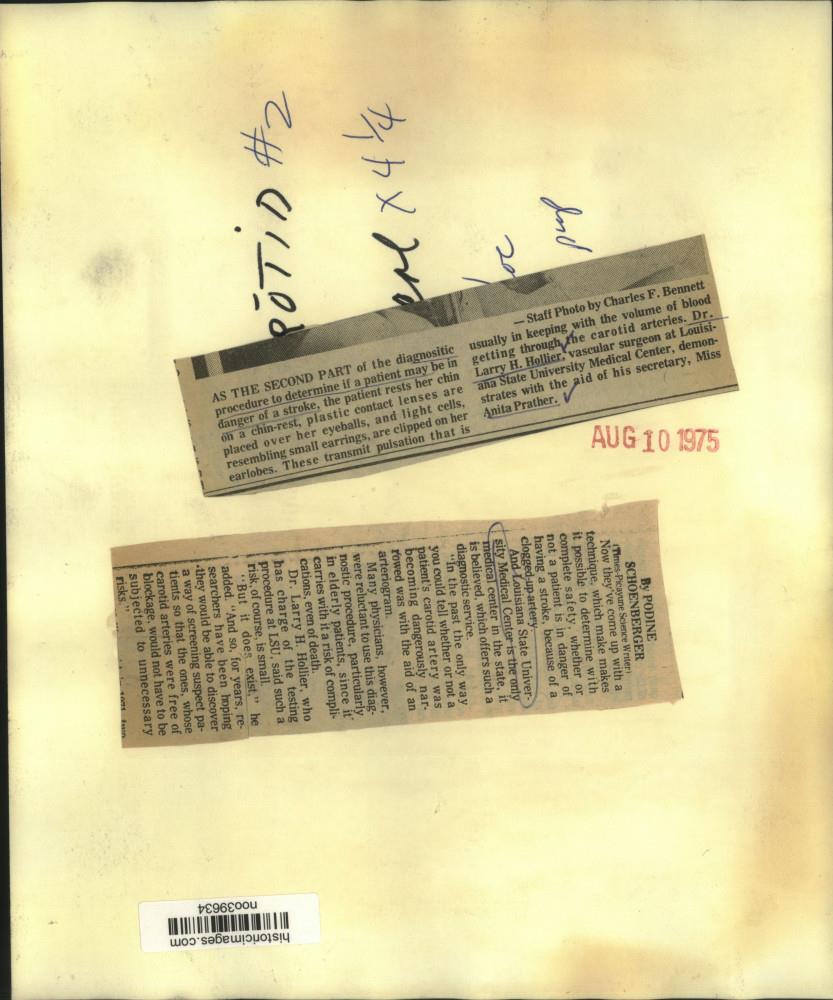 #2
x 4 1/4
2nd
— Staff Photo by Charles F. Bennett
AS THE SECOND PART of the diagnositic
procedure to determine if a patient may be in
danger of a stroke, the patient rests her chin
on a chin-rest, plastic contact lenses are
placed over her eyeballs, and light cells,
resembling small earrings, are clipped on her
earlobes. These transmit pulsation that is
usually in keeping with the volume of blood
getting through the carotid arteries. Dr.
Larry H. Hollier, vascular surgeon at Louisi-
ana State University Medical Center, demon-
strates with the aid of his secretary, Miss
Anita Prather.
AUG 10 1975
By PODINE
SCHOENBERGER
(Times-Picayune Science Writer)
Now they've come up with a
technique, which make makes
it possible to determine with
complete safety, whether or
not a patient is in danger of
having a stroke, because of a
clogged-up artery.
And Louisiana State Univer-
sity Medical Center is the only
medical center in the state, it
is believed, which offers such a
diagnostic service.
"In the past the only way
you could tell whether or not a
patient's carotid artery was
becoming dangerously nar-
rowed was with the aid of an
arteriogram.
Many physicians, however,
were reluctant to use this diag-
nostic procedure, particularly
in elderly patients, since it
carries with it a risk of compli-
cations, even of death.
Dr. Larry H. Hollier, who
has charge of the testing
procedure at LSU, said such a
risk, of course, is small.
"But it does exist," he
added. "And so, for years, re-
searchers have been hoping
they would be able to discover
a way of screening suspect pa-
tients so that the ones, whose
carotid arteries were free of
blockage, would not have to be
subjected to unnecessary
risks."
historicimages.com
noo39634